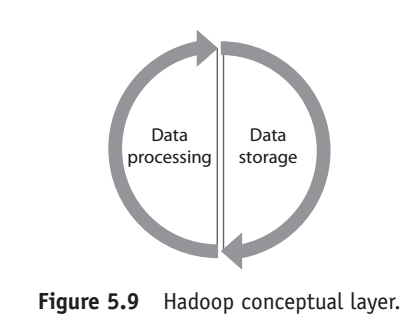 Data
processing
Data
storage
Figure 5.9 Hadoop conceptual layer.